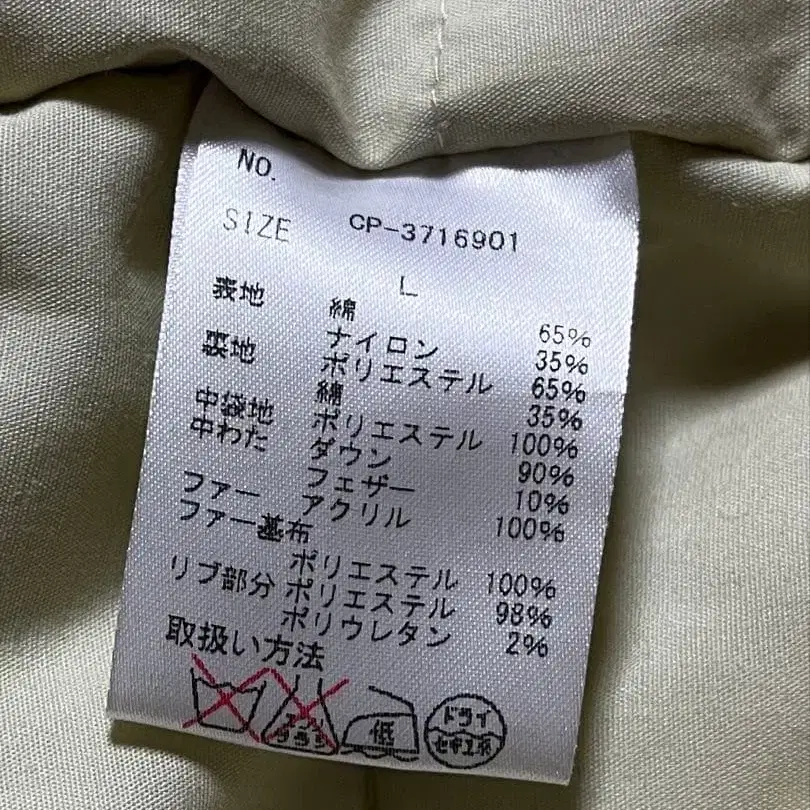 NO.
CP-3716901
SIZE
L
表地 綿 65%
ナイロン 35%
裏地 ポリエステル 65%
綿 35%
中袋地 ポリエステル 100%
中わた ダウン 90%
フェザー 10%
ファー アクリル 100%
ファー基布
ポリエステル 100%
リブ部分 ポリエステル 98%
ポリウレタン 2%
取扱い方法
エンソ
サラシ
低
ドライ
セキユ系